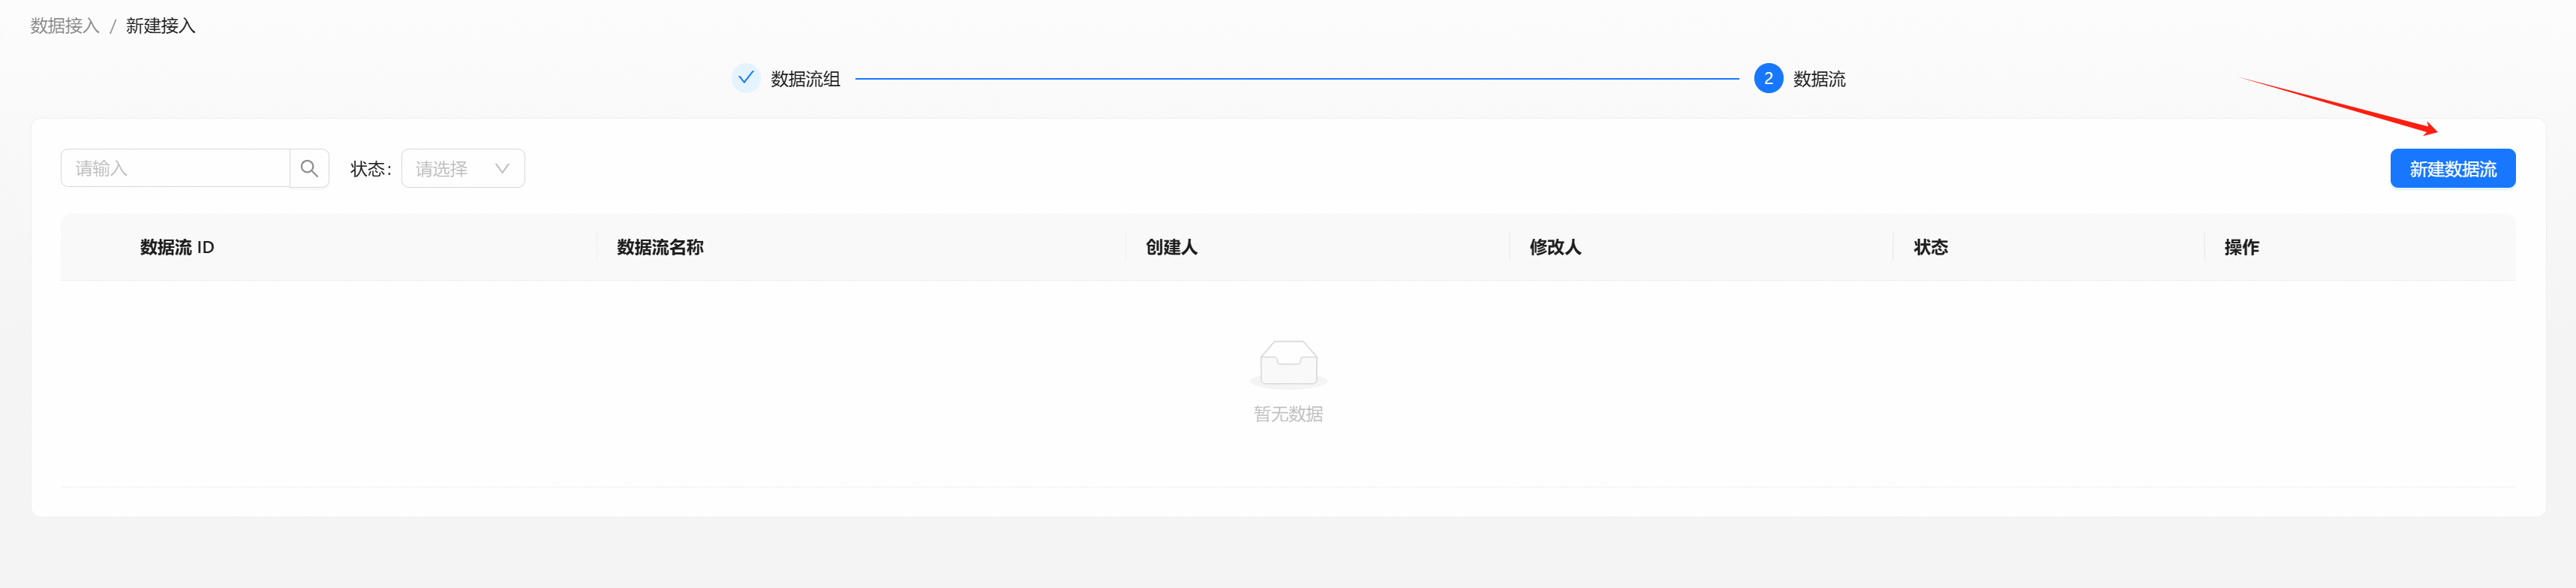 数据接入 / 新建接入
数据流组
2 数据流
请输入 状态: 请选择 新建数据流
数据流 ID 数据流名称 创建人 修改人 状态 操作
暂无数据